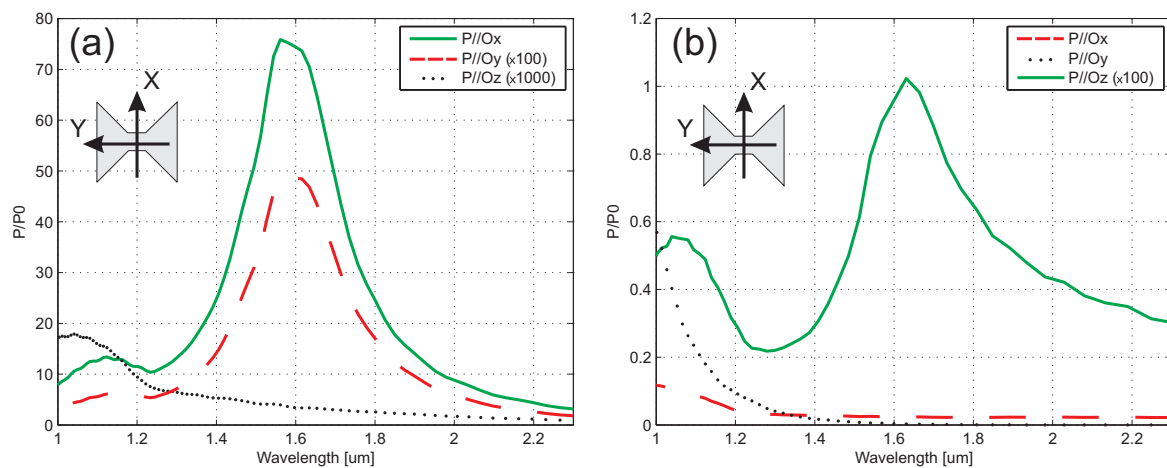 (a)
P//Ox
P//Oy (x100)
P//Oz (x1000)
X
Y
P/P0
80
70
60
50
40
30
20
10
0
1 1.2 1.4 1.6 1.8 2 2.2
Wavelength [um]
(b)
P//Ox
P//Oy
P//Oz (x100)
X
Y
P/P0
1.2
1
0.8
0.6
0.4
0.2
0
1 1.2 1.4 1.6 1.8 2 2.2
Wavelength [um]